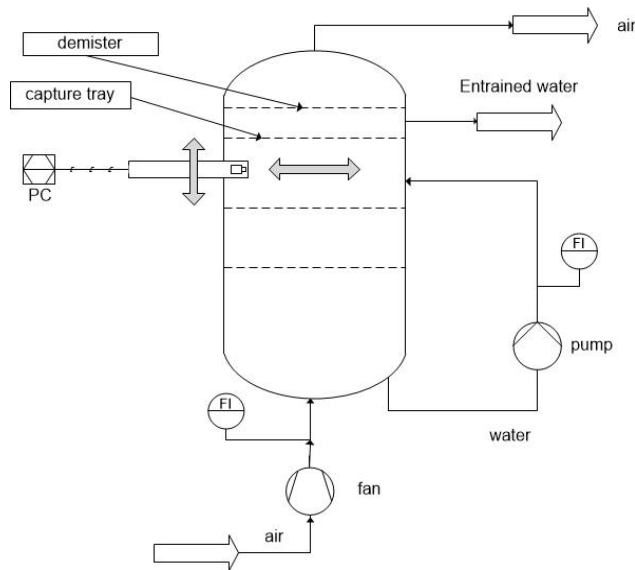 air
demister
Entrained water
capture tray
PC
FI
pump
FI
water
fan
air